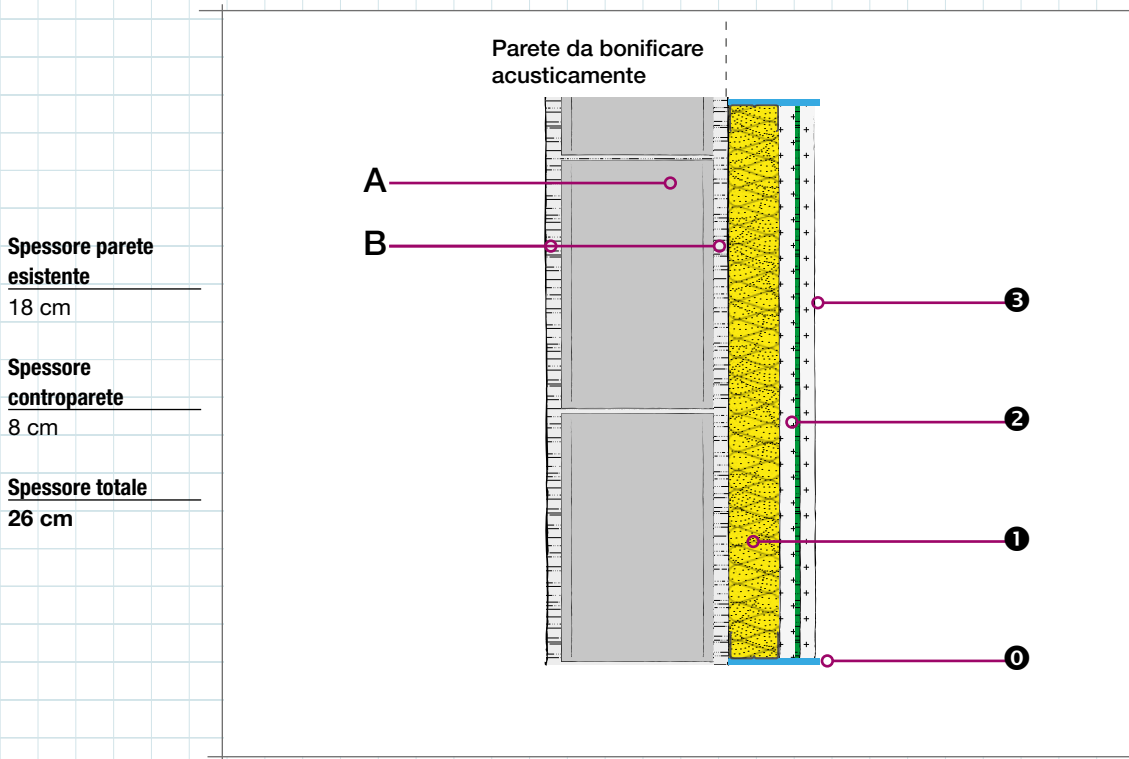 Parete da bonificare
acusticamente
A
B
Spessore parete
esistente
18 cm
Spessore
controparete
8 cm
Spessore totale
26 cm
❸
❷
❶
⓿